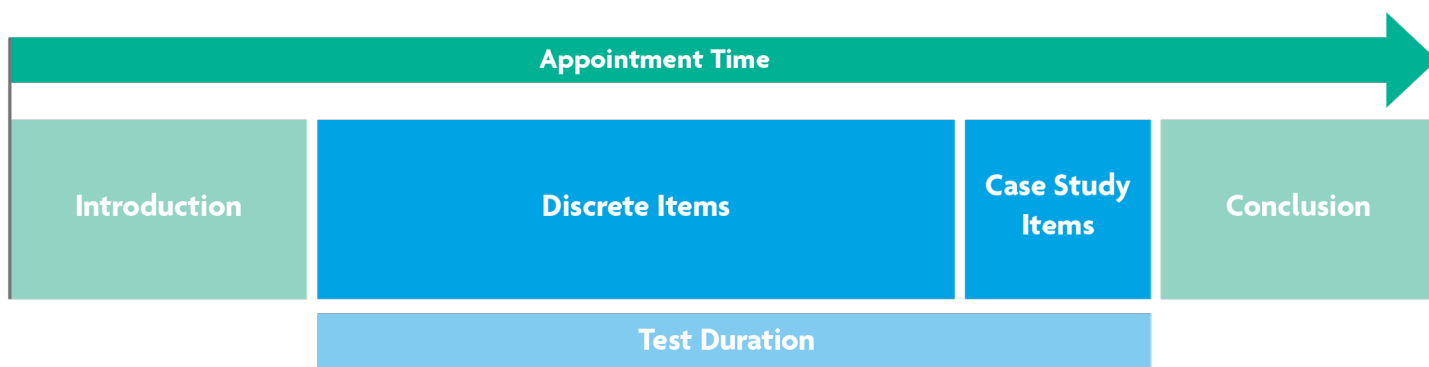 Appointment Time
Introduction
Discrete Items
Case Study
Items
Conclusion
Test Duration